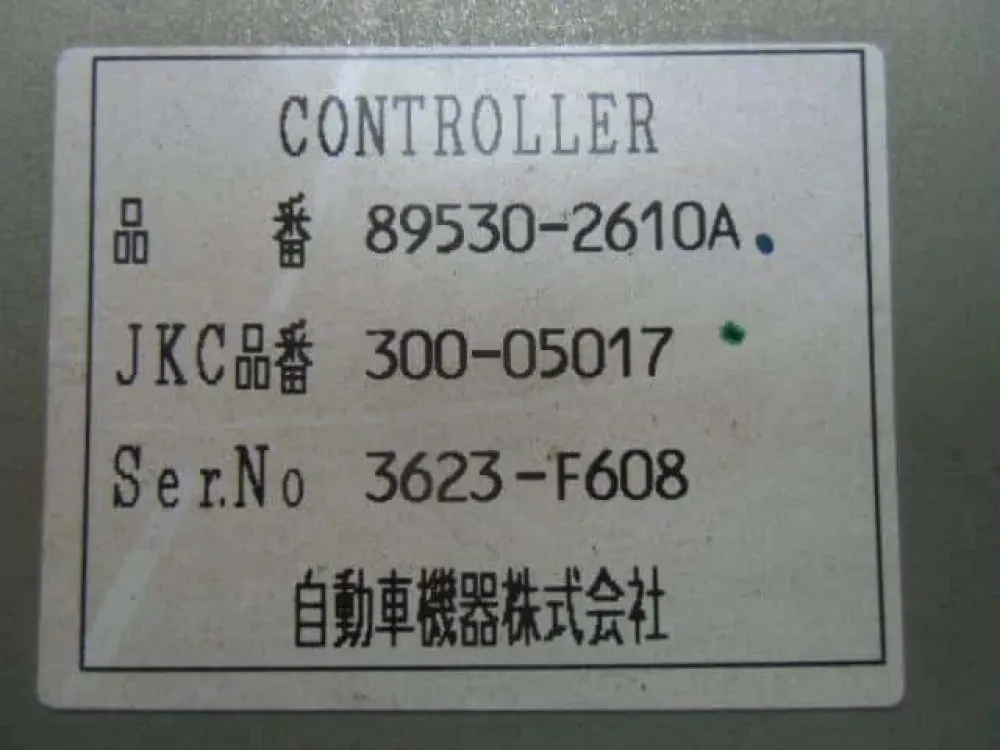 CONTROLLER
品 番 89530-2610A
JKC品番 300-05017
Ser.No 3623-F608
自動車機器株式会社